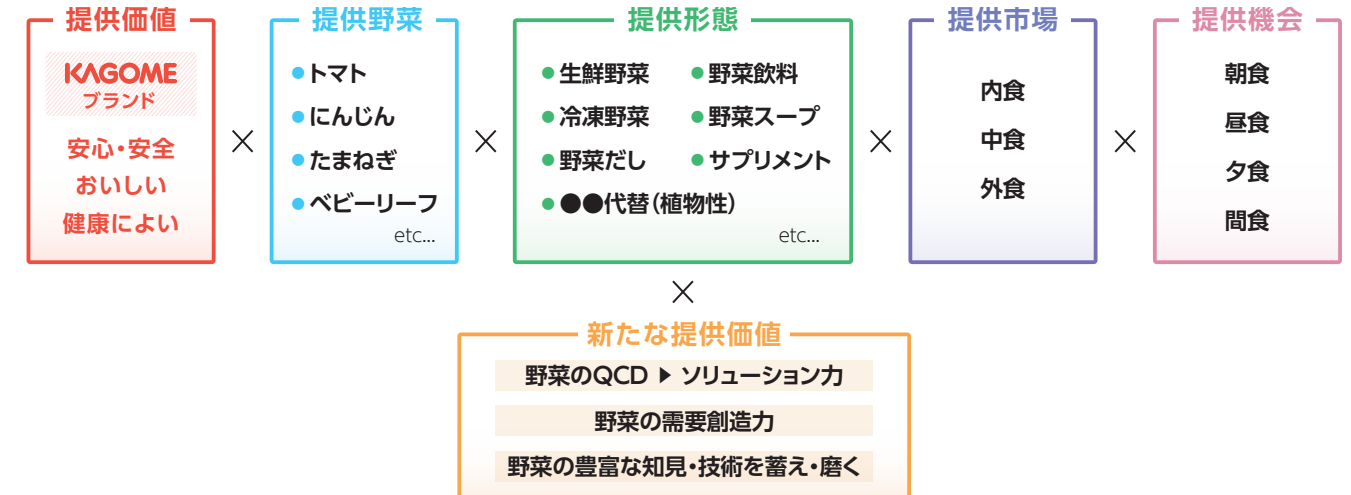 提供価値
KAGOME
ブランド
安心・安全
おいしい
健康によい
×
提供野菜
● トマト
● にんじん
● たまねぎ
● ベビーリーフ
etc...
×
提供形態
● 生鮮野菜 ● 野菜飲料
● 冷凍野菜 ● 野菜スープ
● 野菜だし ● サプリメント
● ●●代替（植物性）
etc...
×
提供市場
内食
中食
外食
×
提供機会
朝食
昼食
夕食
間食
×
新たな提供価値
野菜のQCD ▶ ソリューション力
野菜の需要創造力
野菜の豊富な知見・技術を蓄え・磨く